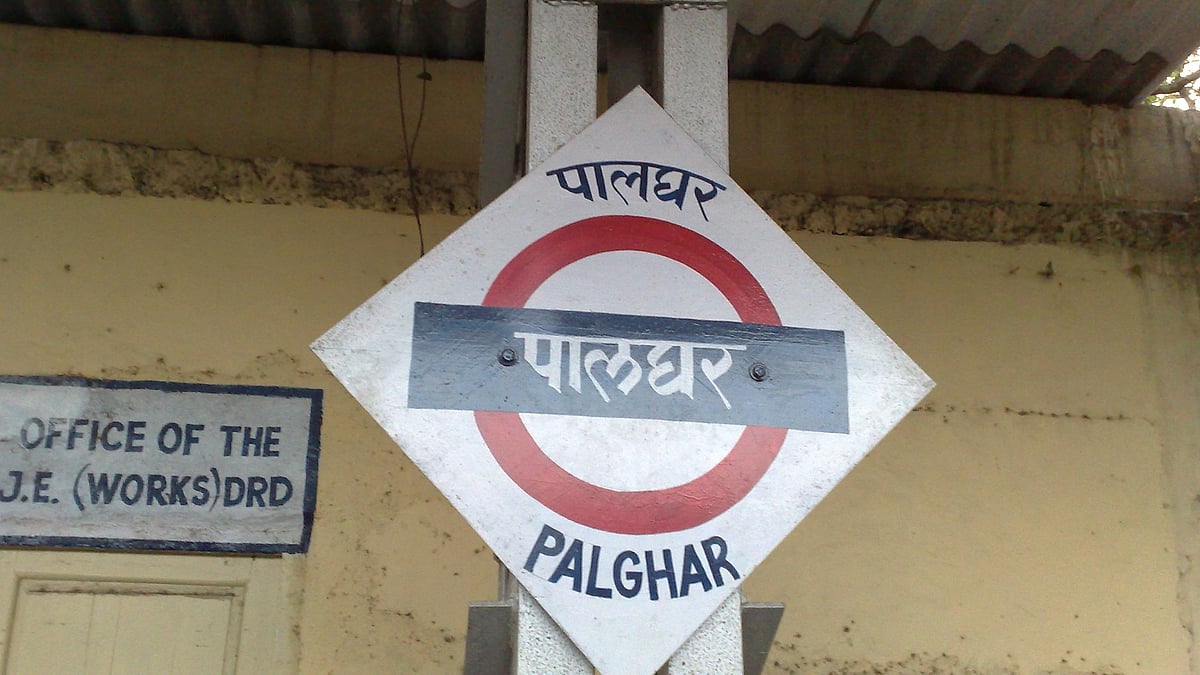 पालघर
पालघर
PALGHAR
OFFICE OF THE
J.E. (WORKS) DRD